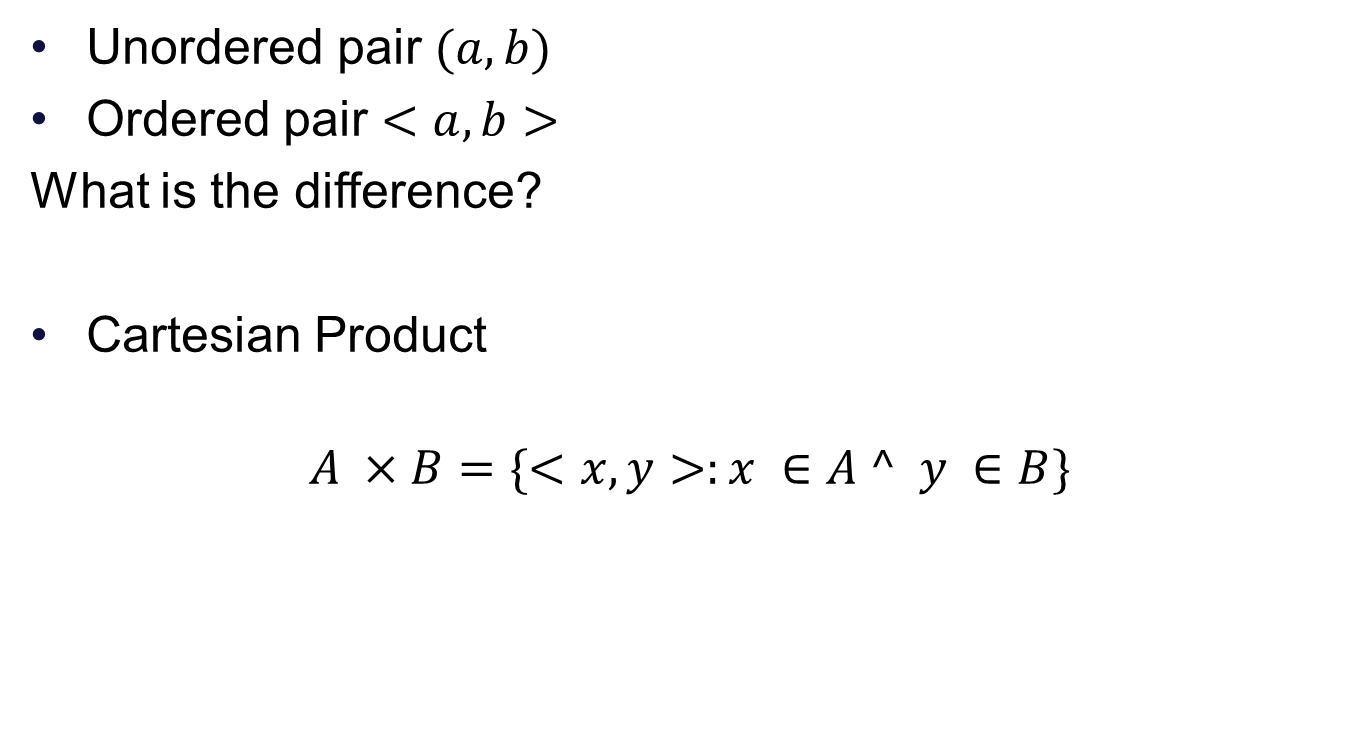 • Unordered pair (𝑎, 𝑏)
• Ordered pair < 𝑎, 𝑏 >
What is the difference?
• Cartesian Product
𝐴 × 𝐵 = {< 𝑥, 𝑦 >: 𝑥 ∈ 𝐴 ^ 𝑦 ∈ 𝐵}